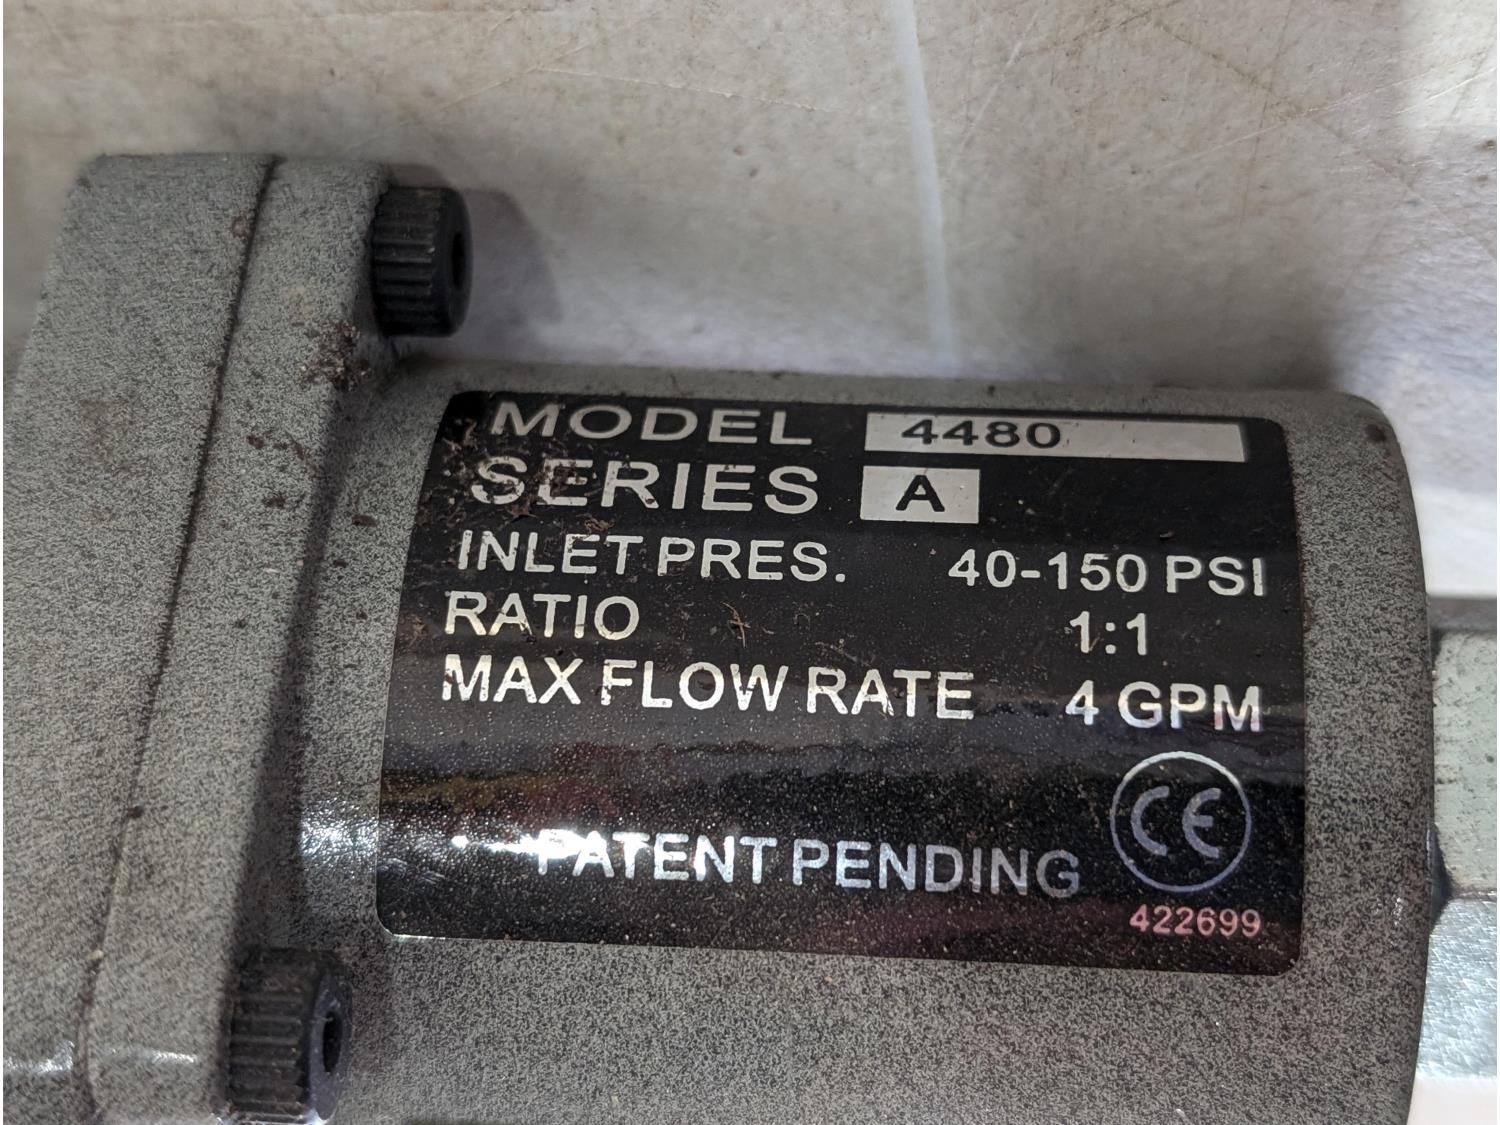 MODEL 4480
SERIES A
INLET PRES. 40-150 PSI
RATIO 1:1
MAX FLOW RATE 4 GPM
CE
PATENT PENDING
422699